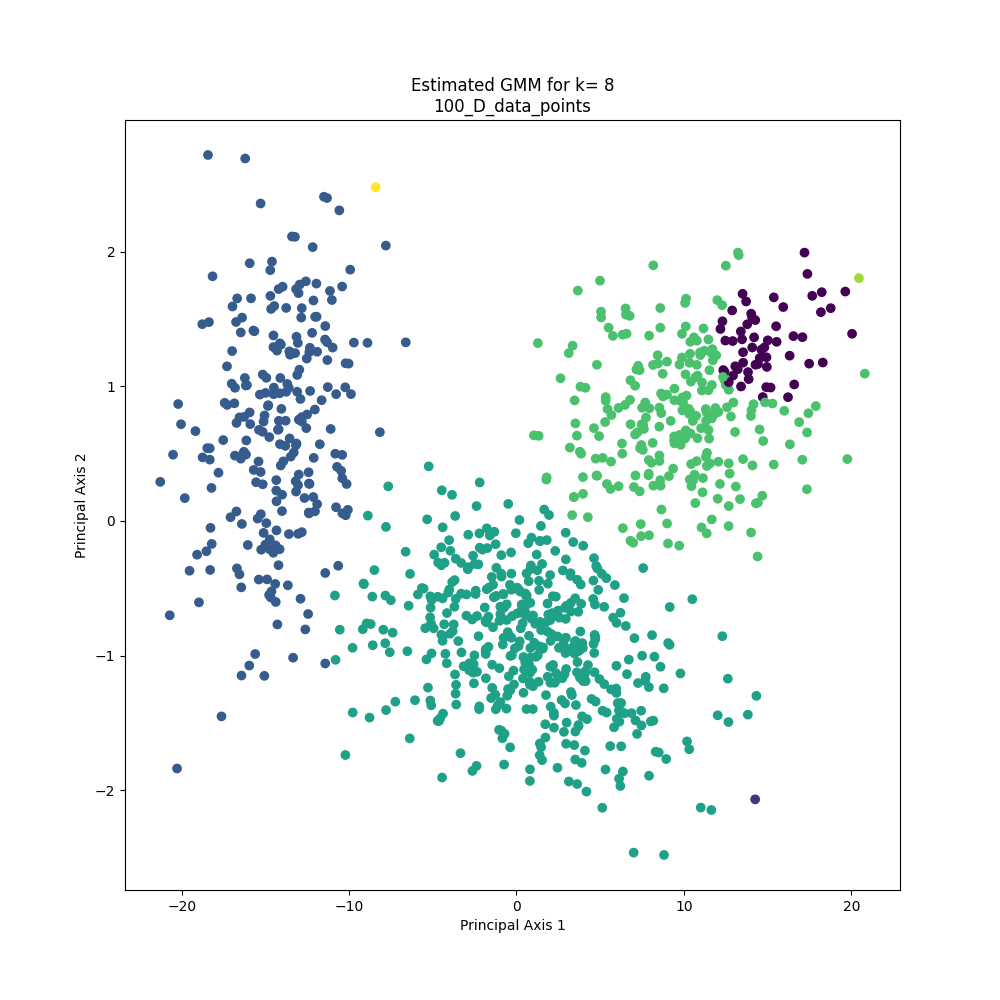 Estimated GMM for k= 8
100_D_data_points
2
1
0
−1
−2
Principal Axis 2
−20
−10
0
10
20
Principal Axis 1